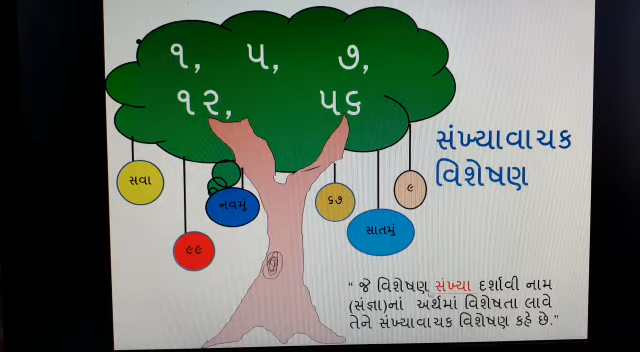 ૧, ૫, ૭,
૧૨, ૫૬
સંખ્યાવાચક
વિશેષણ
સવા
નવમું
૬૭
૯
૯૯
સાતમું
“ જે વિશેષણ સંખ્યા દર્શાવી નામ
(સંજ્ઞા)નાં અર્થમાં વિશેષતા લાવે
તેને સંખ્યાવાચક વિશેષણ કહે છે.”